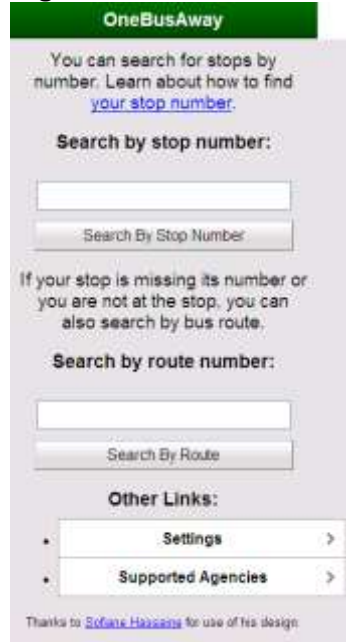 OneBusAway
You can search for stops by
number. Learn about how to find
your stop number.
Search by stop number:
Search By Stop Number
If your stop is missing its number or
you are not at the stop, you can
also search by bus route.
Search by route number:
Search By Route
Other Links:
Settings
Supported Agencies
Thanks to Sofiane Hassaine for use of his design